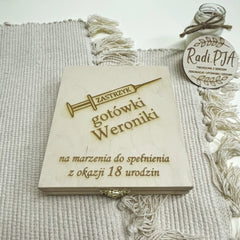 ZASTRZYK
gotówki
Weroniki
na marzenia do spełnienia
z okazji 18 urodzin
Radi PJA